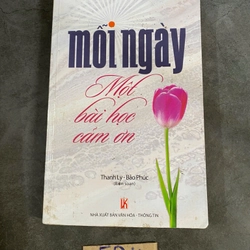 mỗi ngày
Một
bài học
cảm ơn
Thanh Ly - Bảo Phúc
(Biên soạn)
NHÀ XUẤT BẢN VĂN HÓA - THÔNG TIN